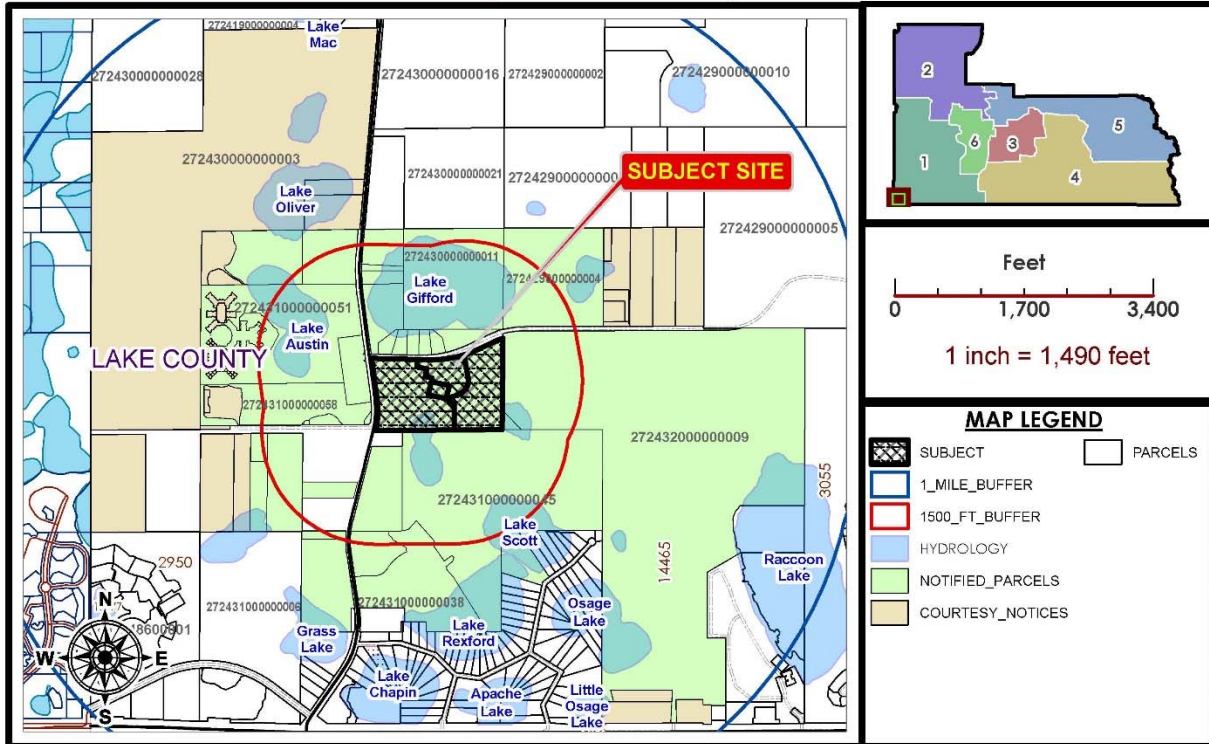 272419000000004
Lake
Mac
272430000000028
272430000000016
272429000000002
272429000000010
272430000000003
272430000000021
27242900000000
SUBJECT SITE
Lake
Oliver
272429000000005
272430000000011
272429000000004
Lake
Gifford
272431000000051
Lake
Austin
LAKE COUNTY
272431000000058
272432000000009
272431000000045
Lake
Scott
3055
14465
Raccoon
Lake
2950
272431000000006
272431000000038
Osage
Lake
Grass
Lake
Lake
Rexford
Lake
Chapin
Apache
Lake
Little
Osage
Lake
N
W
E
S
2
5
6
3
1
4
Feet
0
1,700
3,400
1 inch = 1,490 feet
MAP LEGEND
SUBJECT
PARCELS
1_MILE_BUFFER
1500_FT_BUFFER
HYDROLOGY
NOTIFIED_PARCELS
COURTESY_NOTICES